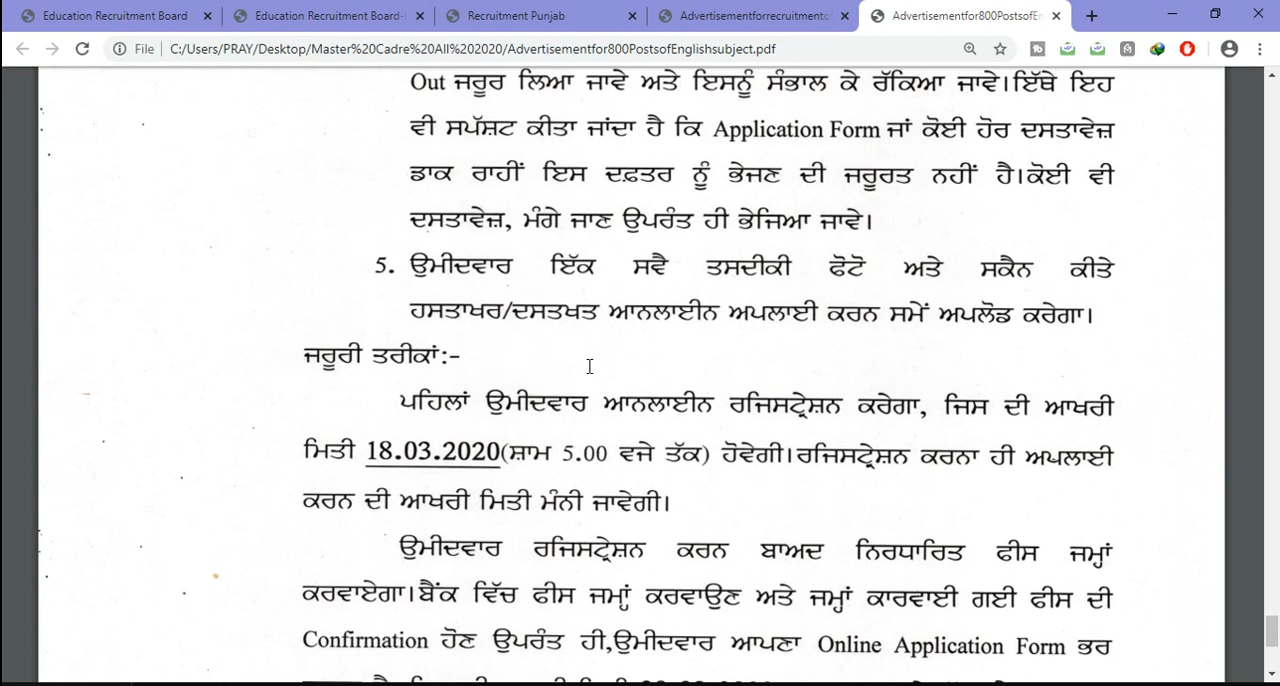 Education Recruitment Board
Education Recruitment Board-
Recruitment Punjab
Advertisementforrecruitmento
Advertisementfor800PostsofEn
File
C:/Users/PRAY/Desktop/Master%20Cadre%20All%202020/Advertisementfor800PostsofEnglishsubject.pdf
Out ਜਰੂਰ ਲਿਆ ਜਾਵੇ ਅਤੇ ਇਸਨੂੰ ਸੰਭਾਲ ਕੇ ਰੱਕਿਆ ਜਾਵੇ।ਇੱਥੇ ਇਹ
ਵੀ ਸਪੱਸ਼ਟ ਕੀਤਾ ਜਾਂਦਾ ਹੈ ਕਿ Application Form ਜਾਂ ਕੋਈ ਹੋਰ ਦਸਤਾਵੇਜ਼
ਡਾਕ ਰਾਹੀਂ ਇਸ ਦਫ਼ਤਰ ਨੂੰ ਭੇਜਣ ਦੀ ਜਰੂਰਤ ਨਹੀਂ ਹੈ।ਕੋਈ ਵੀ
ਦਸਤਾਵੇਜ਼, ਮੰਗੇ ਜਾਣ ਉਪਰੰਤ ਹੀ ਭੇਜਿਆ ਜਾਵੇ।
5. ਉਮੀਦਵਾਰ ਇੱਕ ਸਵੈ ਤਸਦੀਕੀ ਫੋਟੋ ਅਤੇ ਸਕੈਨ ਕੀਤੇ
ਹਸਤਾਖਰ/ਦਸਤਖਤ ਆਨਲਾਈਨ ਅਪਲਾਈ ਕਰਨ ਸਮੇਂ ਅਪਲੋਡ ਕਰੇਗਾ।
ਜਰੂਰੀ ਤਰੀਕਾਂ:-
ਪਹਿਲਾਂ ਉਮੀਦਵਾਰ ਆਨਲਾਈਨ ਰਜਿਸਟ੍ਰੇਸ਼ਨ ਕਰੇਗਾ, ਜਿਸ ਦੀ ਆਖਰੀ
ਮਿਤੀ 18.03.2020(ਸ਼ਾਮ 5.00 ਵਜੇ ਤੱਕ) ਹੋਵੇਗੀ।ਰਜਿਸਟ੍ਰੇਸ਼ਨ ਕਰਨਾ ਹੀ ਅਪਲਾਈ
ਕਰਨ ਦੀ ਆਖਰੀ ਮਿਤੀ ਮੰਨੀ ਜਾਵੇਗੀ।
ਉਮੀਦਵਾਰ ਰਜਿਸਟ੍ਰੇਸ਼ਨ ਕਰਨ ਬਾਅਦ ਨਿਰਧਾਰਿਤ ਫੀਸ ਜਮ੍ਹਾਂ
ਕਰਵਾਏਗਾ।ਬੈਂਕ ਵਿੱਚ ਫੀਸ ਜਮ੍ਹਾਂ ਕਰਵਾਉਣ ਅਤੇ ਜਮ੍ਹਾਂ ਕਾਰਵਾਈ ਗਈ ਫੀਸ ਦੀ
Confirmation ਹੋਣ ਉਪਰੰਤ ਹੀ,ਉਮੀਦਵਾਰ ਆਪਣਾ Online Application Form ਭਰ